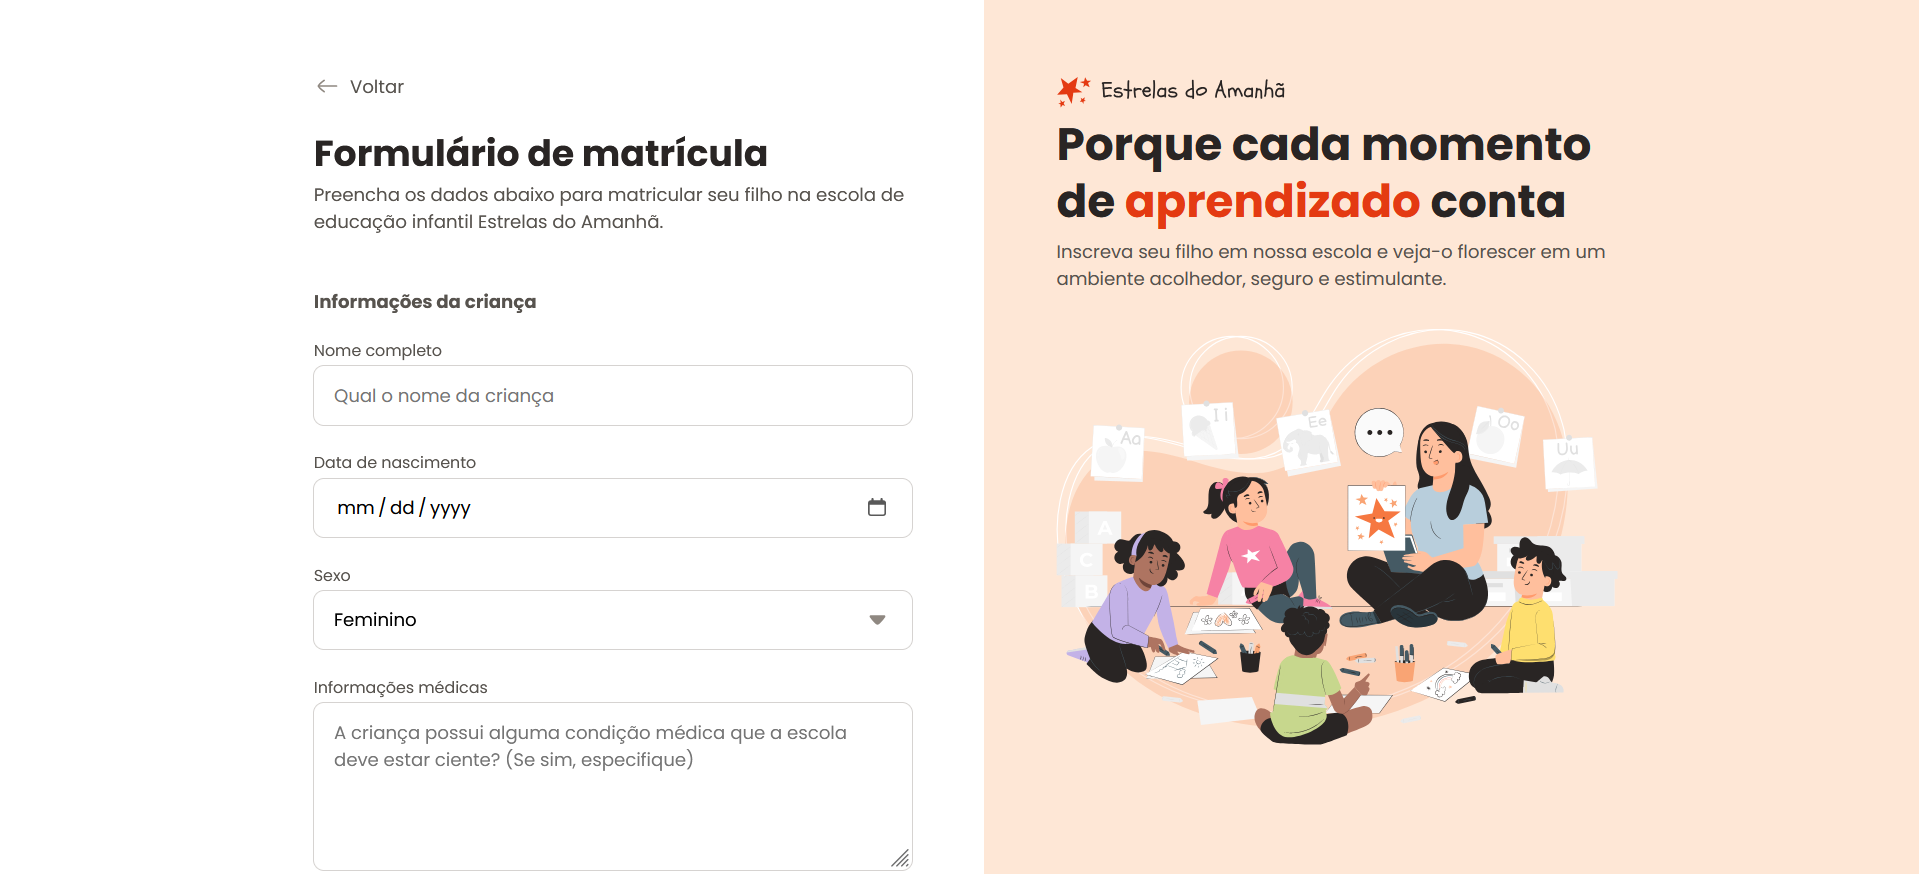 Voltar
Formulário de matrícula
Preencha os dados abaixo para matricular seu filho na escola de
educação infantil Estrelas do Amanhã.
Informações da criança
Nome completo
Qual o nome da criança
Data de nascimento
mm/dd/yyyy
Sexo
Feminino
Informações médicas
A criança possui alguma condição médica que a escola
deve estar ciente? (Se sim, especifique)
Estrelas do Amanhã
Porque cada momento
de aprendizado conta
Inscreva seu filho em nossa escola e veja-o florescer em um
ambiente acolhedor, seguro e estimulante.
Aa
Ii
Ee
Oo
Uu
A
C
B